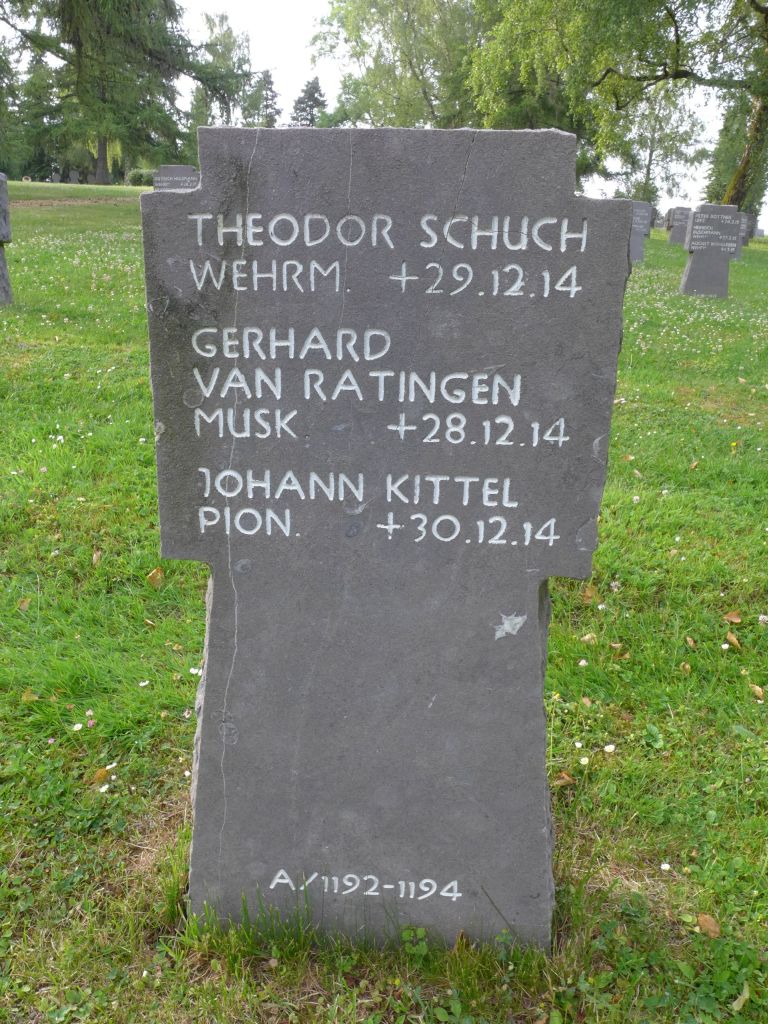 THEODOR SCHUCH
WEHRM. +29.12.14
GERHARD
VAN RATINGEN
MUSK. +28.12.14
JOHANN KITTEL
PION. +30.12.14
A/1192-1194